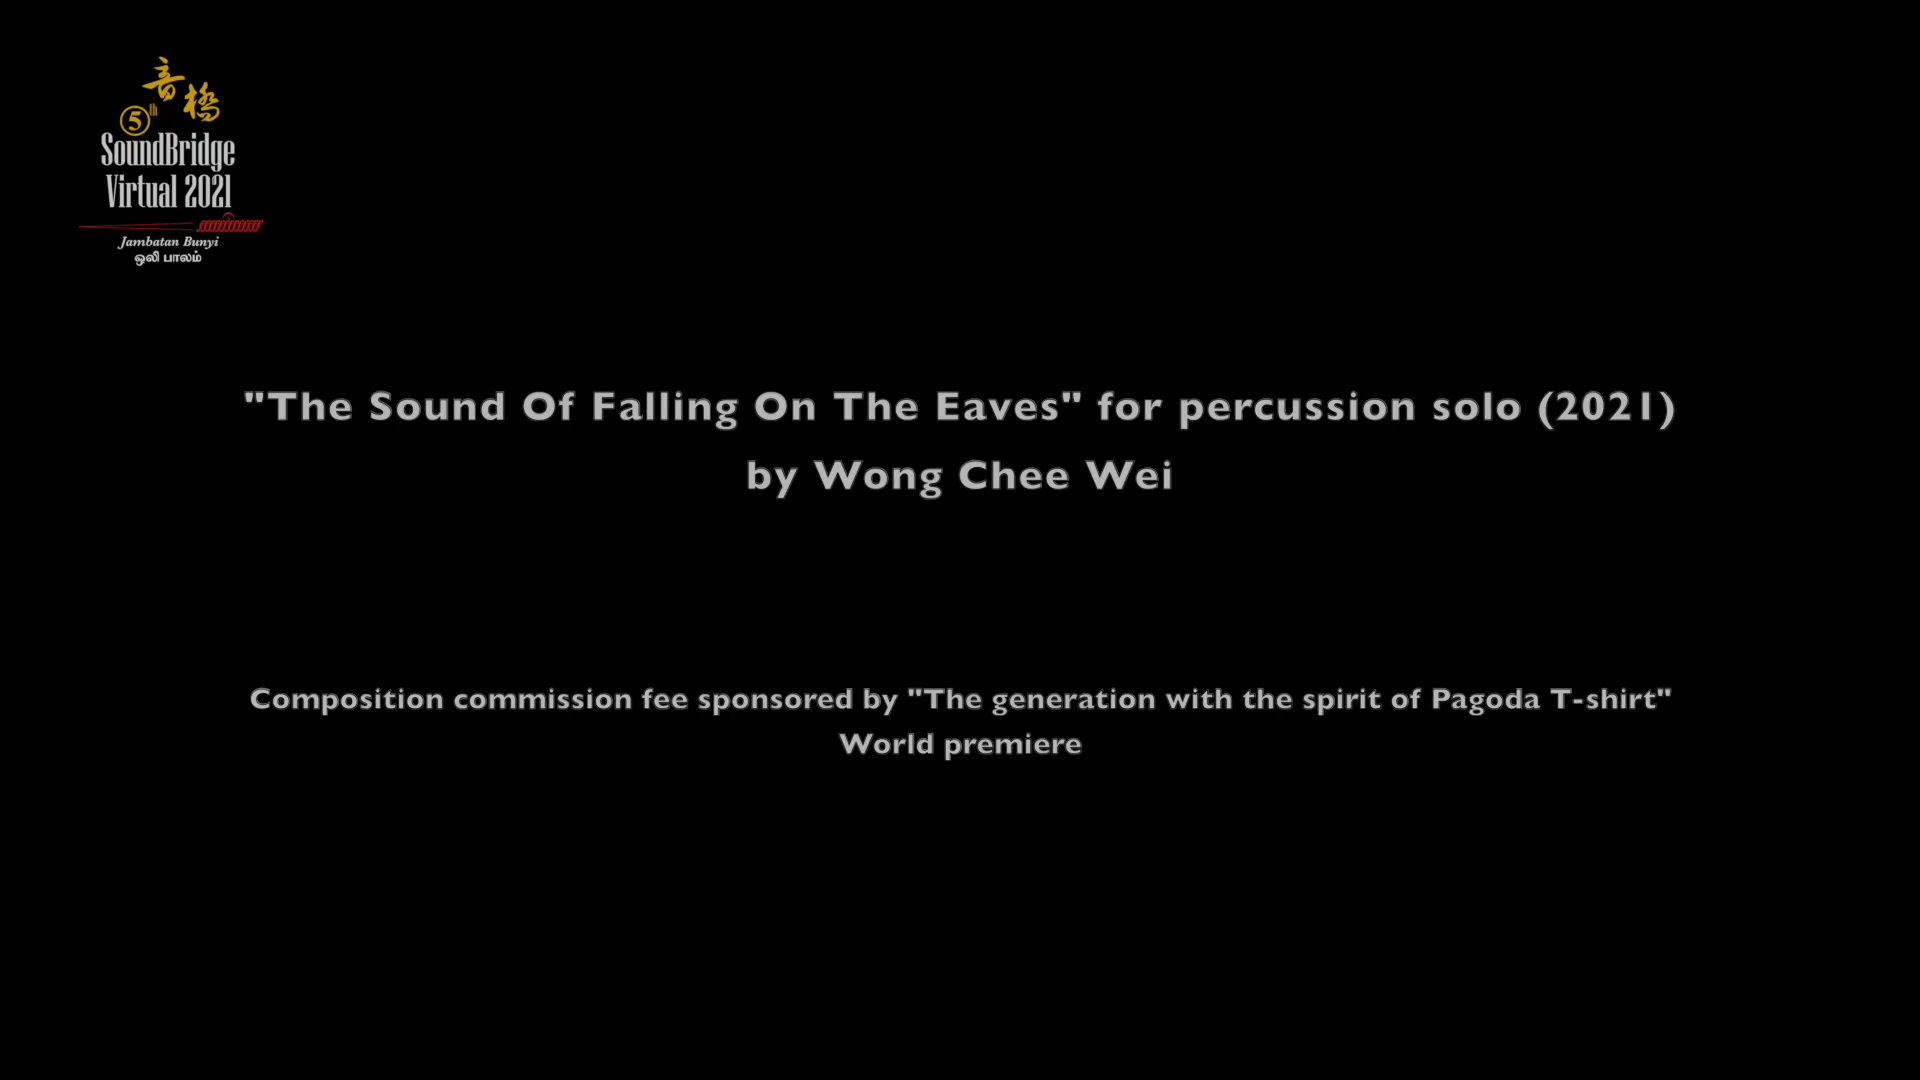 音橋
5th
SoundBridge
Virtual 2021
Jambatan Bunyi
ஒலி பாலம்
"The Sound Of Falling On The Eaves" for percussion solo (2021)
by Wong Chee Wei
Composition commission fee sponsored by "The generation with the spirit of Pagoda T-shirt"
World premiere